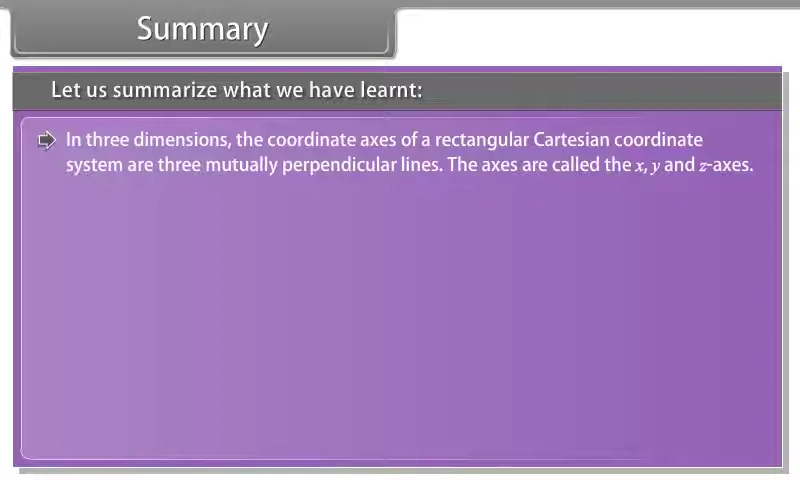 Summary
Let us summarize what we have learnt:
In three dimensions, the coordinate axes of a rectangular Cartesian coordinate
system are three mutually perpendicular lines. The axes are called the x, y and z-axes.